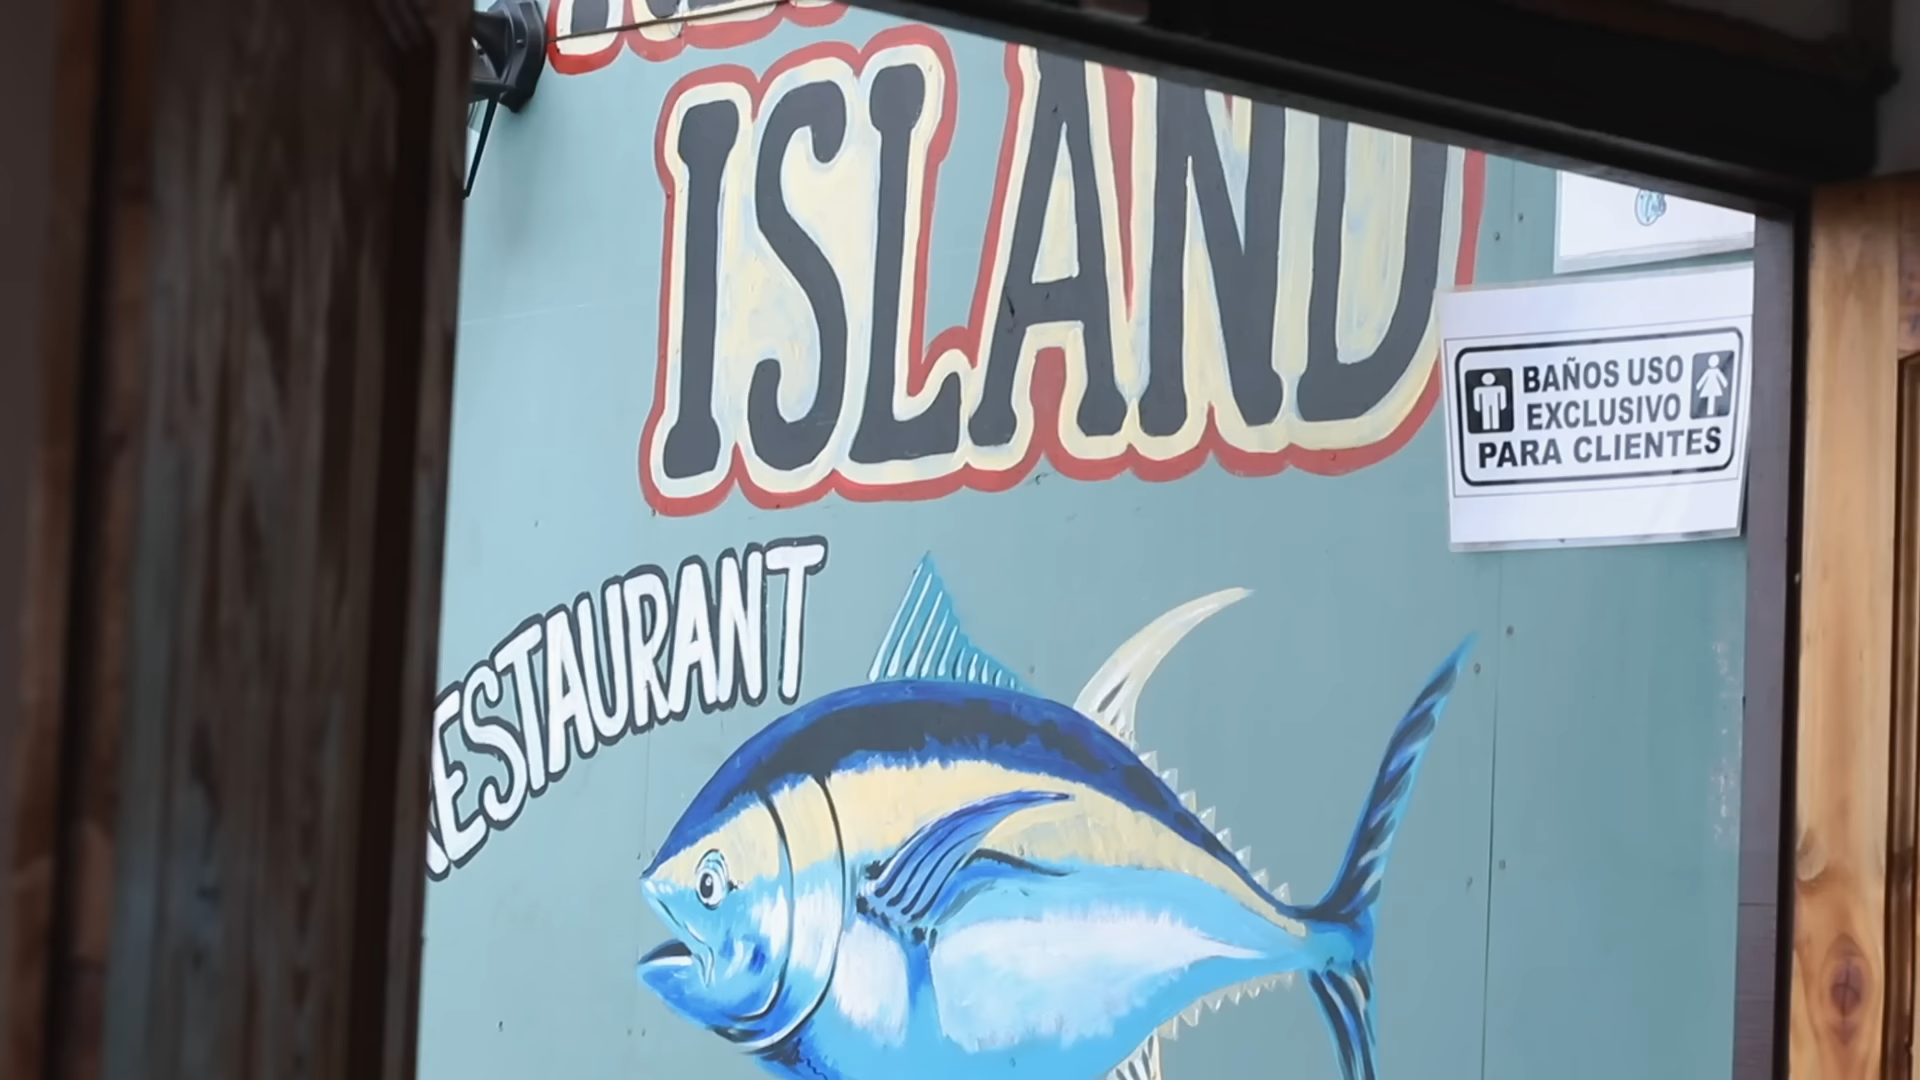 ISLAND
RESTAURANT
BAÑOS USO
EXCLUSIVO
PARA CLIENTES